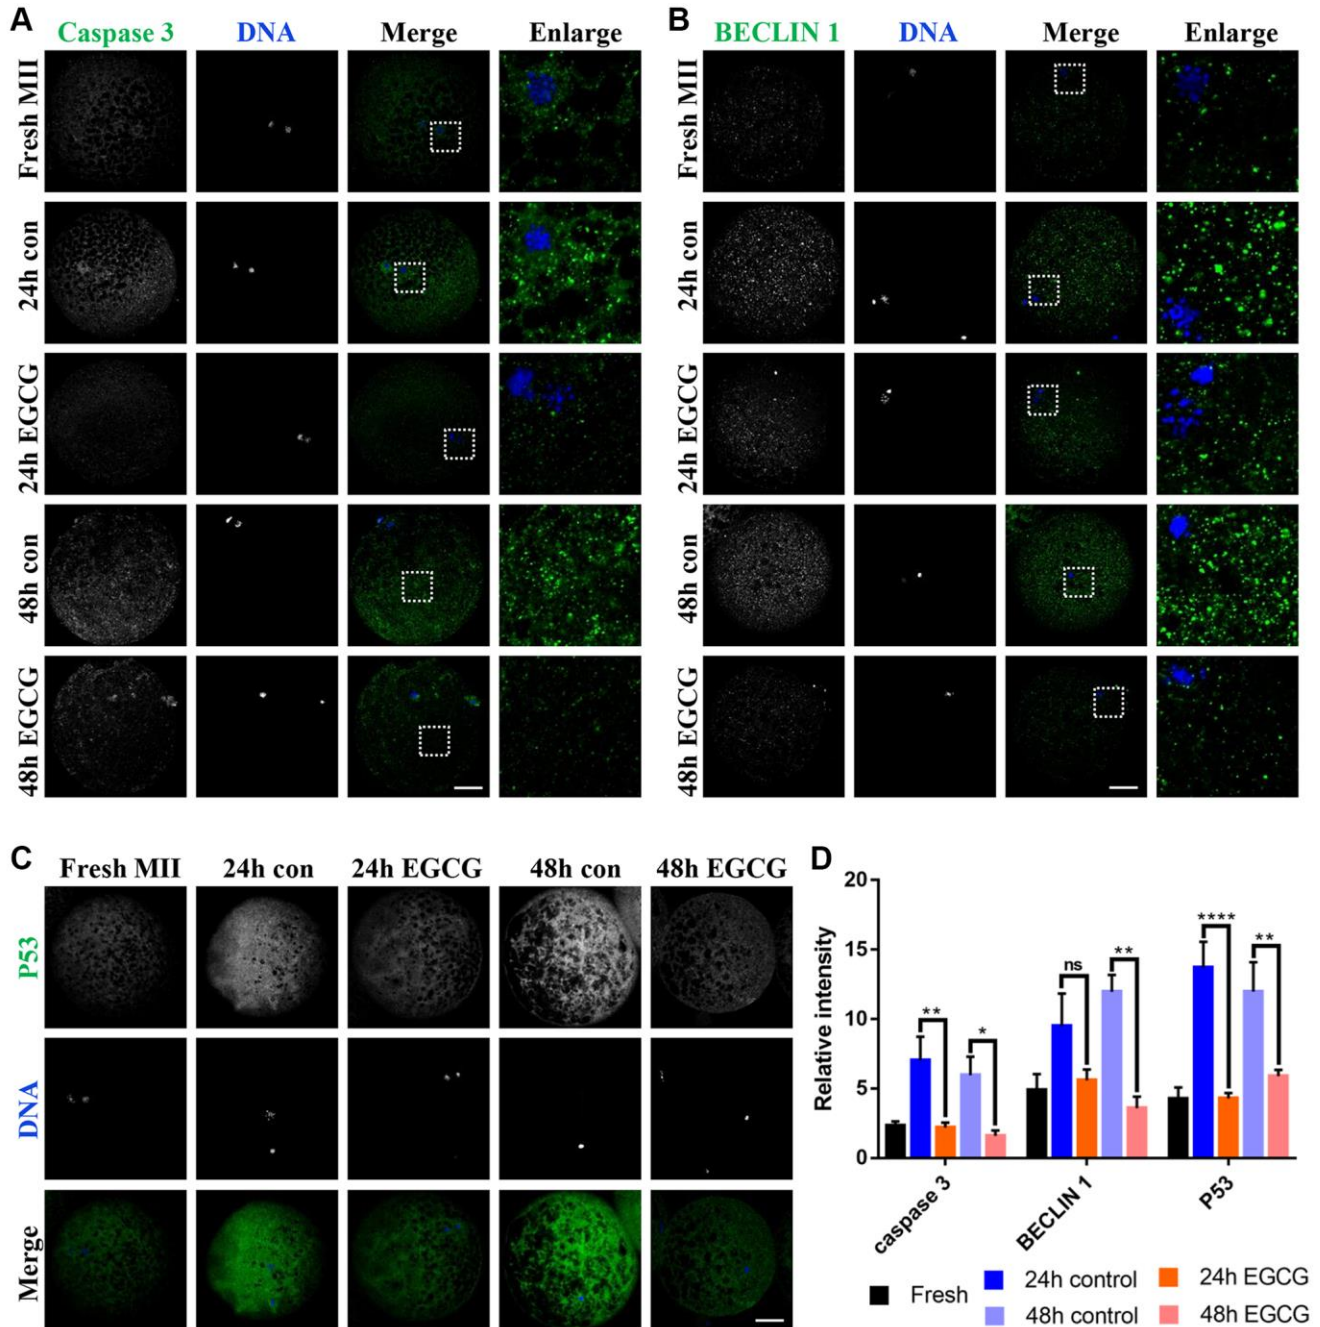 A
Caspase 3 DNA Merge Enlarge
Fresh MII
24h con
24h EGCG
48h con
48h EGCG
B
BECLIN 1 DNA Merge Enlarge
Fresh MII
24h con
24h EGCG
48h con
48h EGCG
C
Fresh MII 24h con 24h EGCG 48h con 48h EGCG
P53
DNA
Merge
D
Relative intensity
20
15
10
5
0
** * ns ** **** **
caspase 3 BECLIN 1 P53
Fresh 24h control 24h EGCG
48h control 48h EGCG